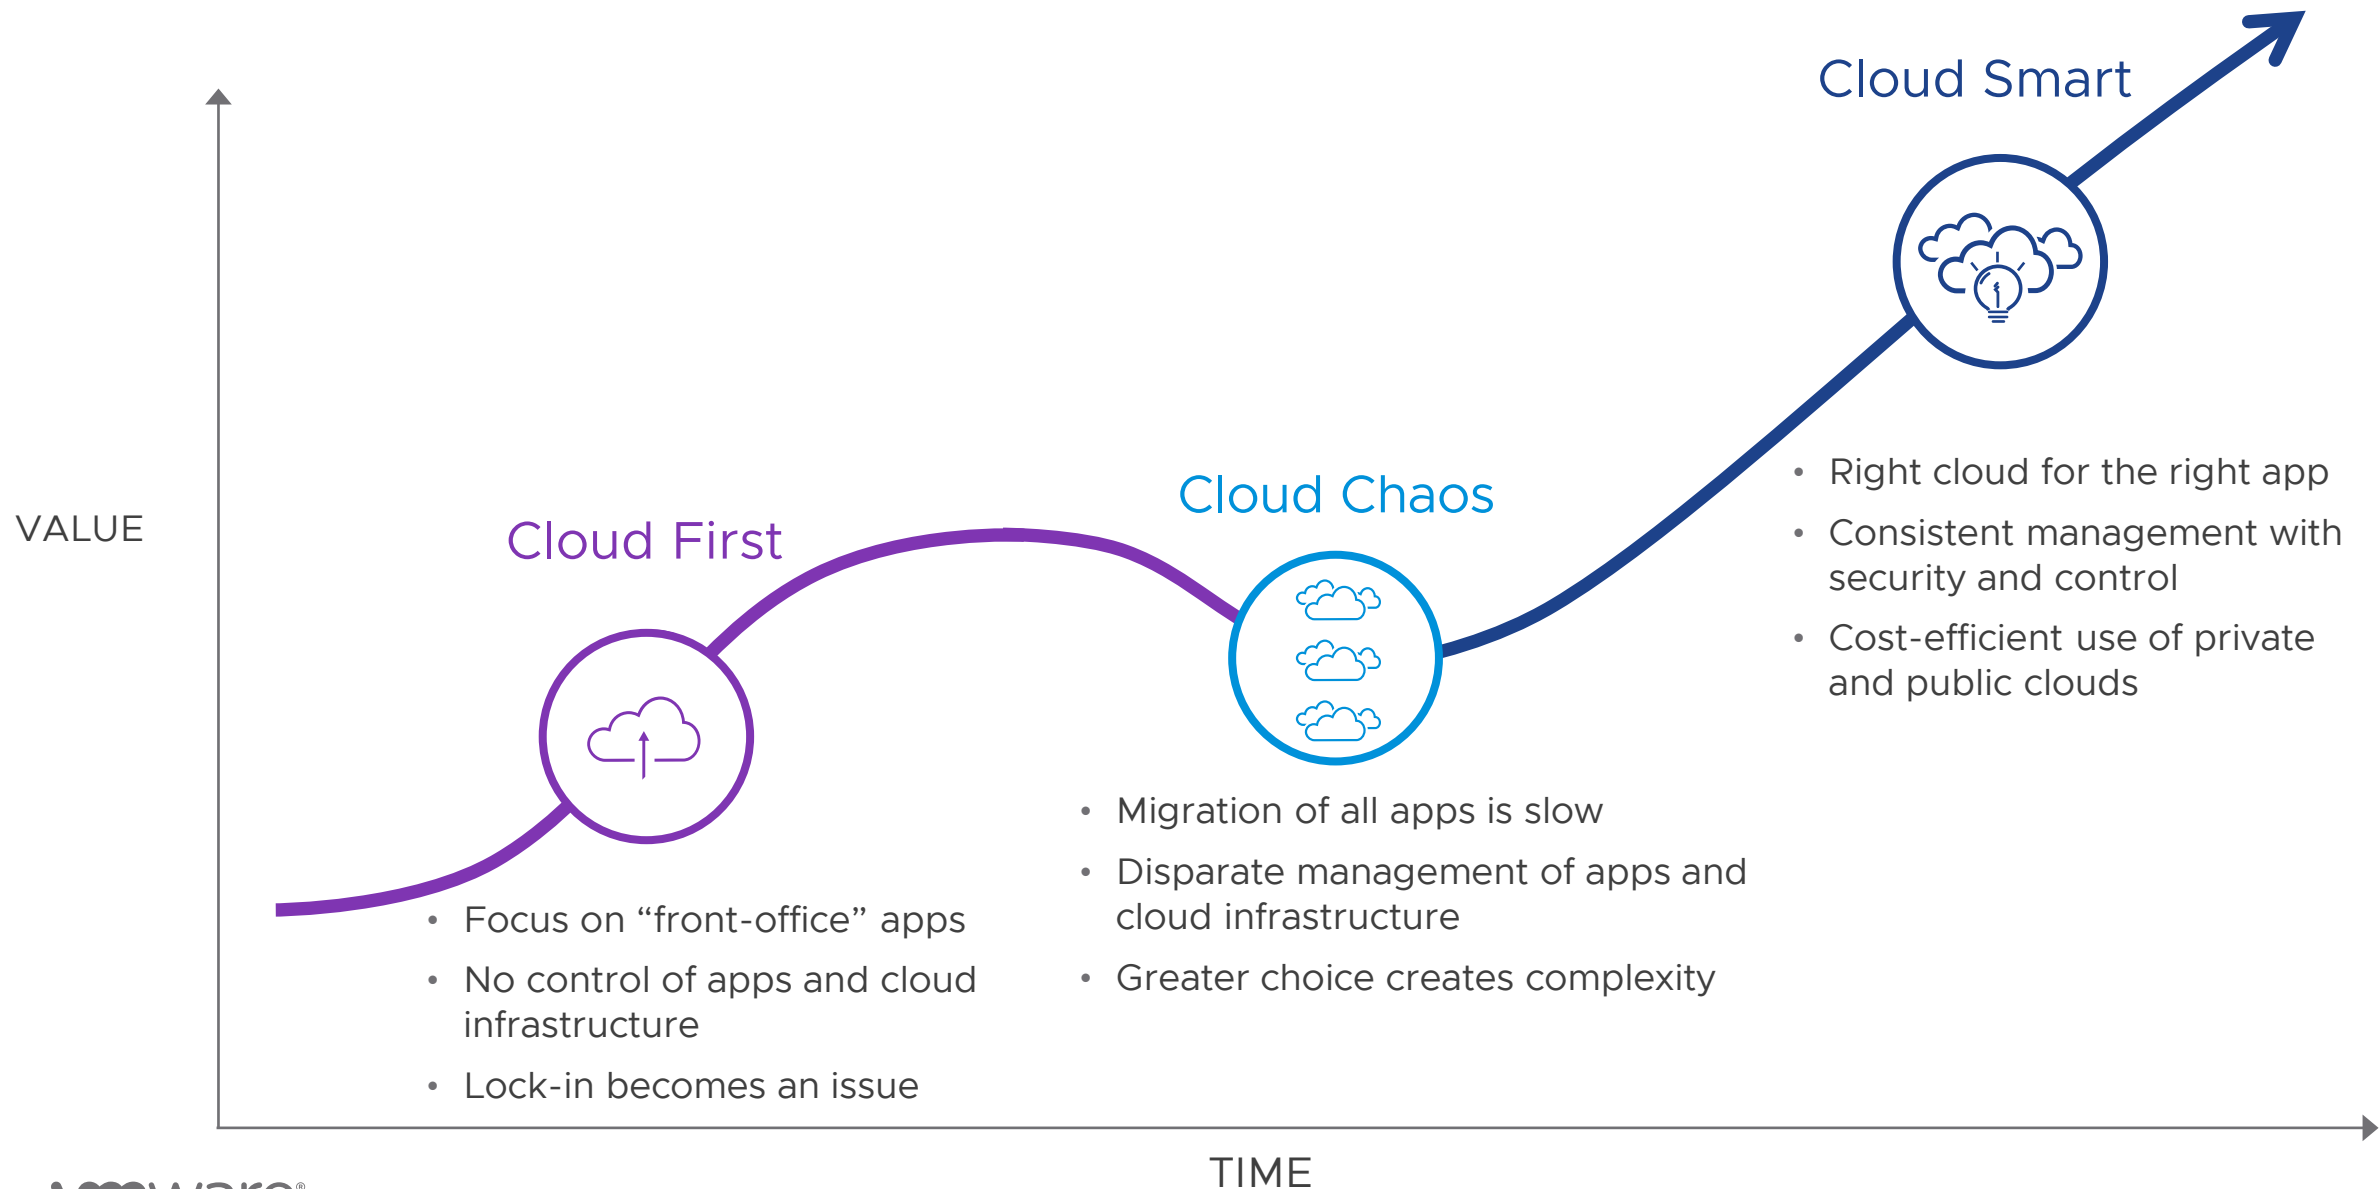 Cloud Smart
VALUE
Cloud First
Cloud Chaos
• Right cloud for the right app
• Consistent management with
security and control
• Cost-efficient use of private
and public clouds
• Migration of all apps is slow
• Disparate management of apps and
cloud infrastructure
• Greater choice creates complexity
• Focus on “front-office” apps
• No control of apps and cloud
infrastructure
• Lock-in becomes an issue
TIME
vmware®